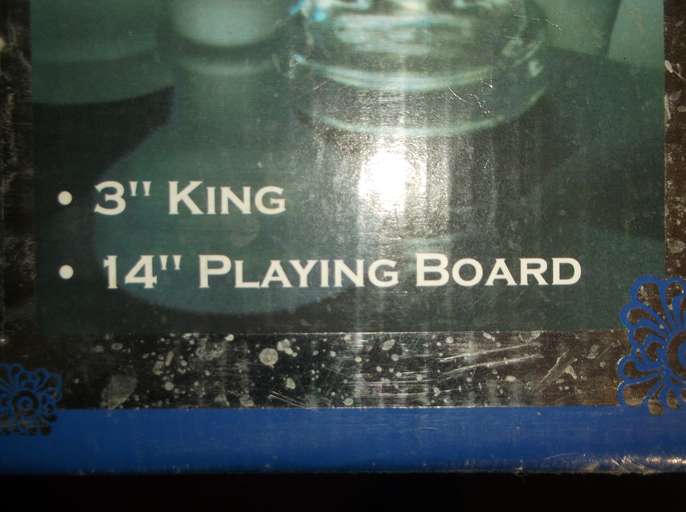 • 3" KING
• 14" PLAYING BOARD